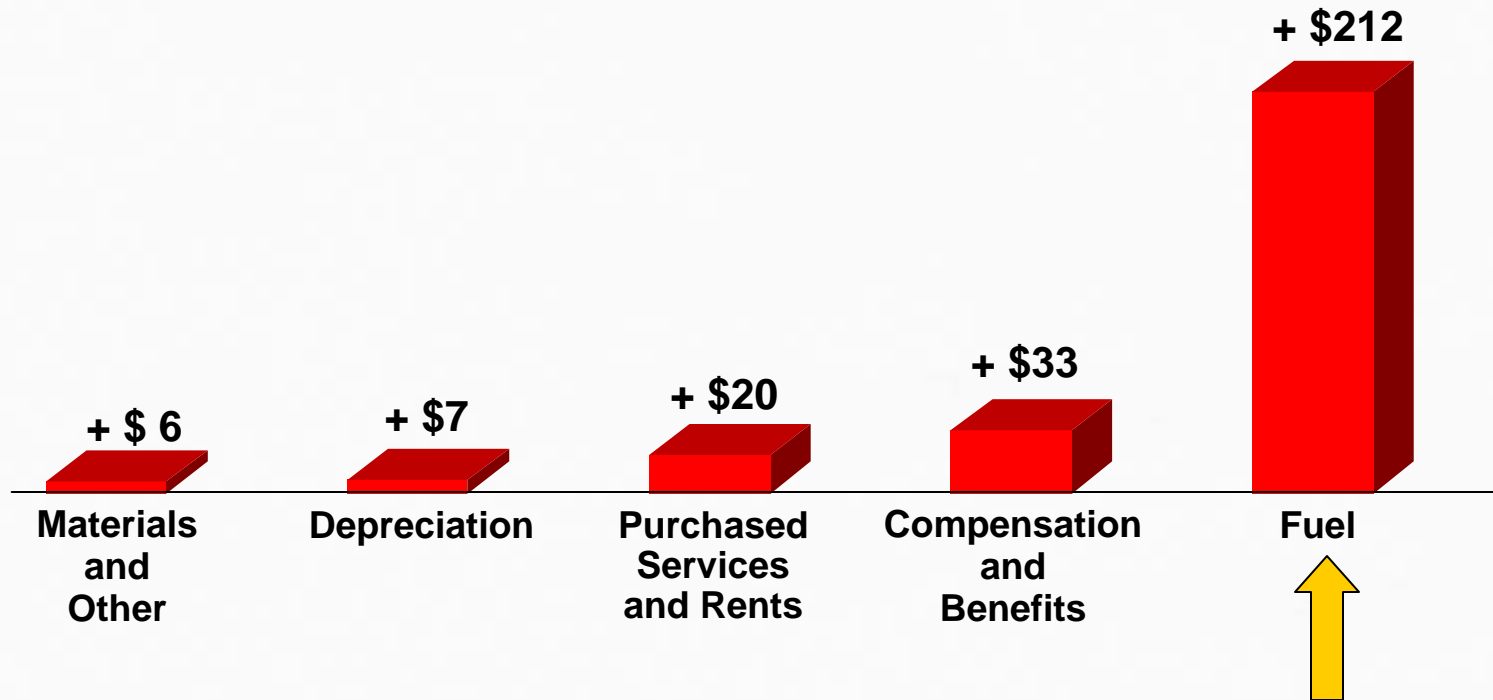 + $212
+ $33
+ $20
+ $7
+ $ 6
Materials
and
Other
Depreciation
Purchased
Services
and Rents
Compensation
and
Benefits
Fuel